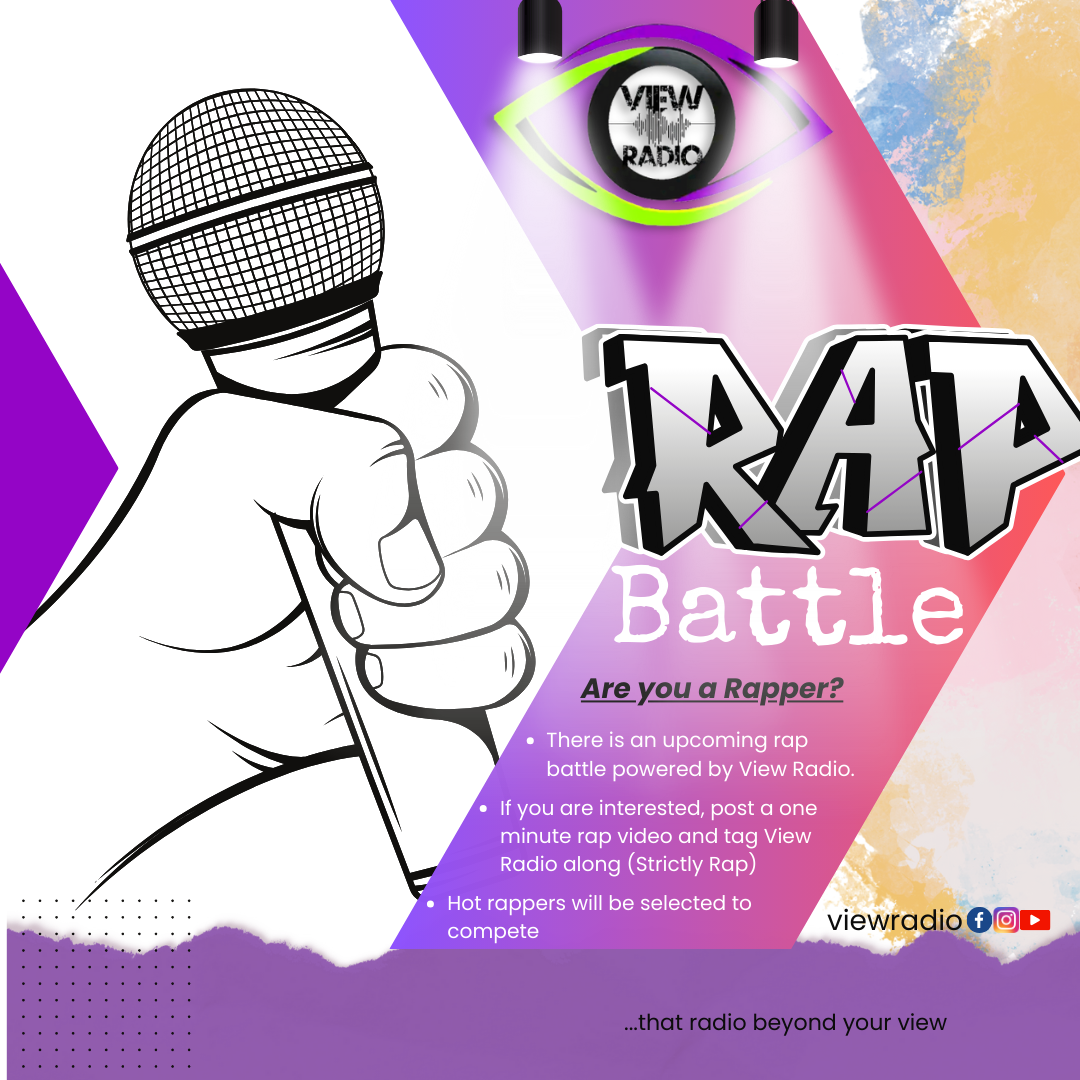 VIEW
RADIO
RAP
Battle
Are you a Rapper?
• There is an upcoming rap
battle powered by View Radio.
• If you are interested, post a one
minute rap video and tag View
Radio along (Strictly Rap)
• Hot rappers will be selected to
compete
viewradio
...that radio beyond your view